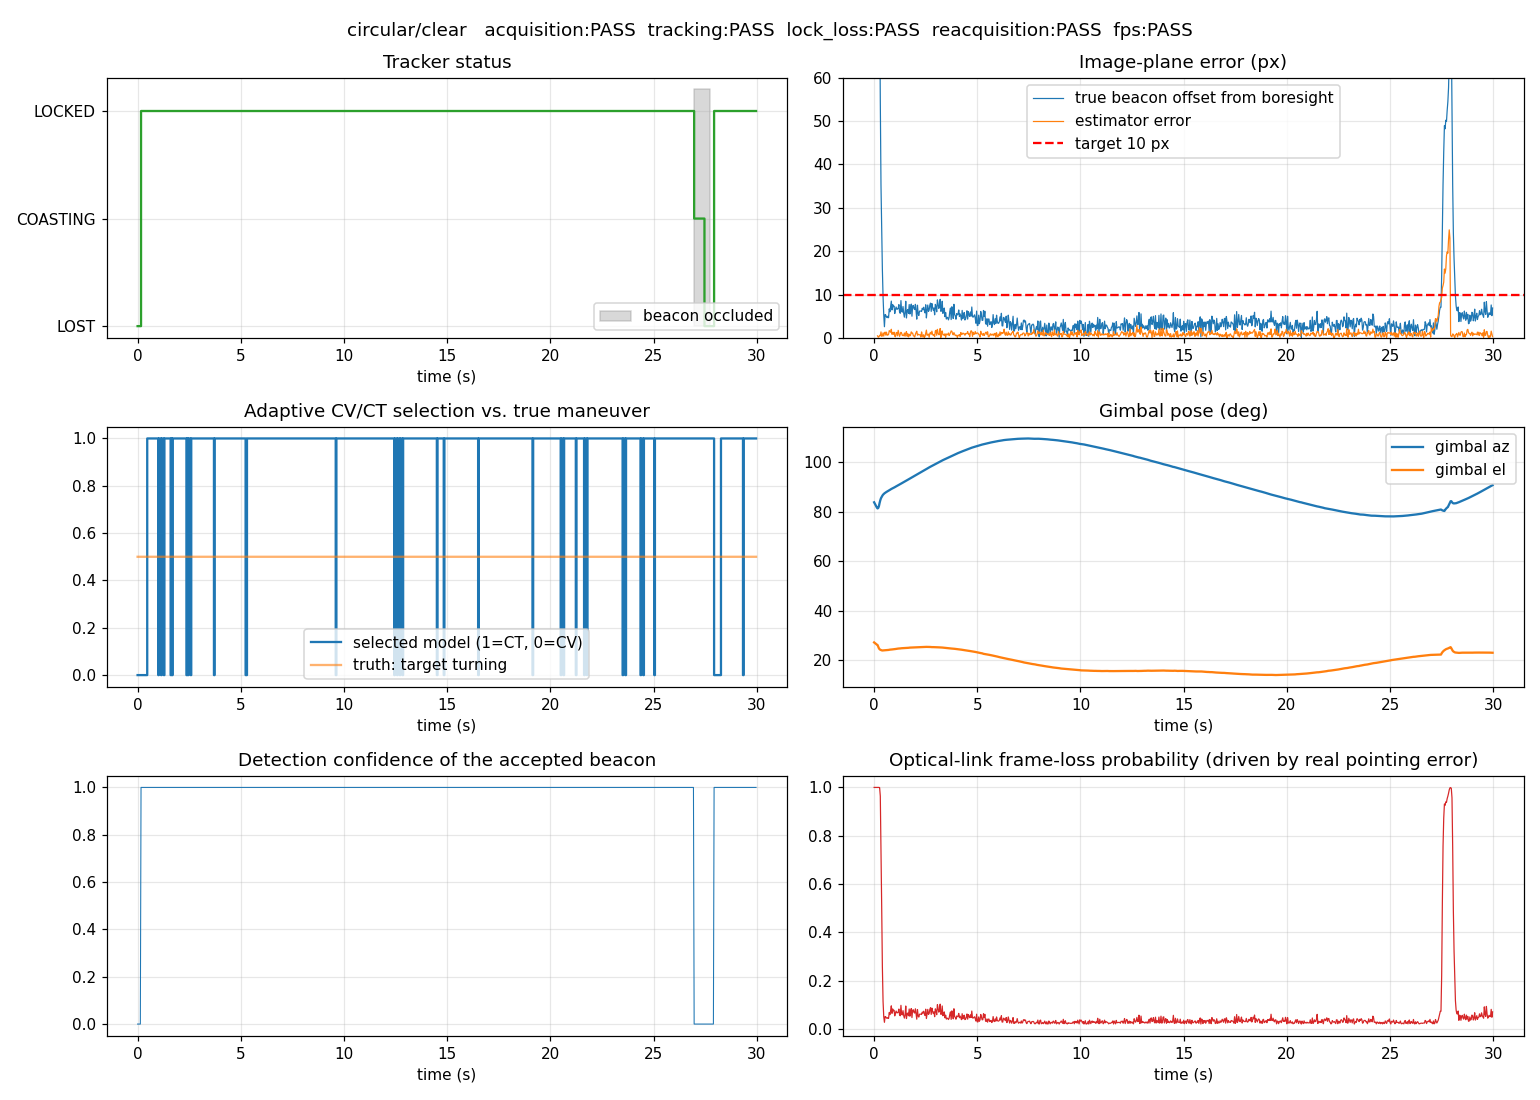 circular/clear   acquisition:PASS  tracking:PASS  lock_loss:PASS  reacquisition:PASS  fps:PASS
Tracker status
LOCKED
COASTING
LOST
beacon occluded
0 5 10 15 20 25 30
time (s)
Image-plane error (px)
60
50
40
30
20
10
0
true beacon offset from boresight
estimator error
target 10 px
0 5 10 15 20 25 30
time (s)
Adaptive CV/CT selection vs. true maneuver
1.0
0.8
0.6
0.4
0.2
0.0
selected model (1=CT, 0=CV)
truth: target turning
0 5 10 15 20 25 30
time (s)
Gimbal pose (deg)
100
80
60
40
20
gimbal az
gimbal el
0 5 10 15 20 25 30
time (s)
Detection confidence of the accepted beacon
1.0
0.8
0.6
0.4
0.2
0.0
0 5 10 15 20 25 30
time (s)
Optical-link frame-loss probability (driven by real pointing error)
1.0
0.8
0.6
0.4
0.2
0.0
0 5 10 15 20 25 30
time (s)